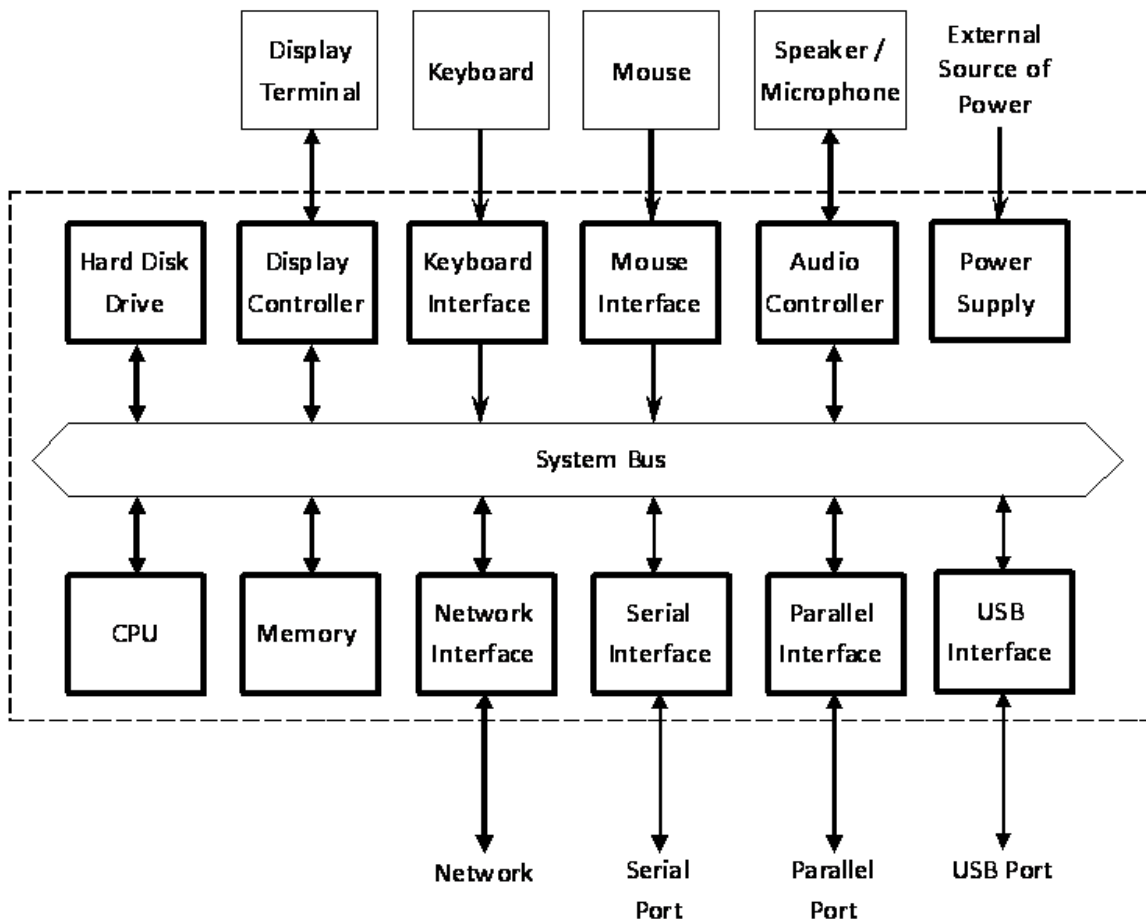 Display
Terminal
Keyboard
Mouse
Speaker /
Microphone
External
Source of
Power
Hard Disk
Drive
Display
Controller
Keyboard
Interface
Mouse
Interface
Audio
Controller
Power
Supply
System Bus
CPU
Memory
Network
Interface
Serial
Interface
Parallel
Interface
USB
Interface
Network
Serial
Port
Parallel
Port
USB Port